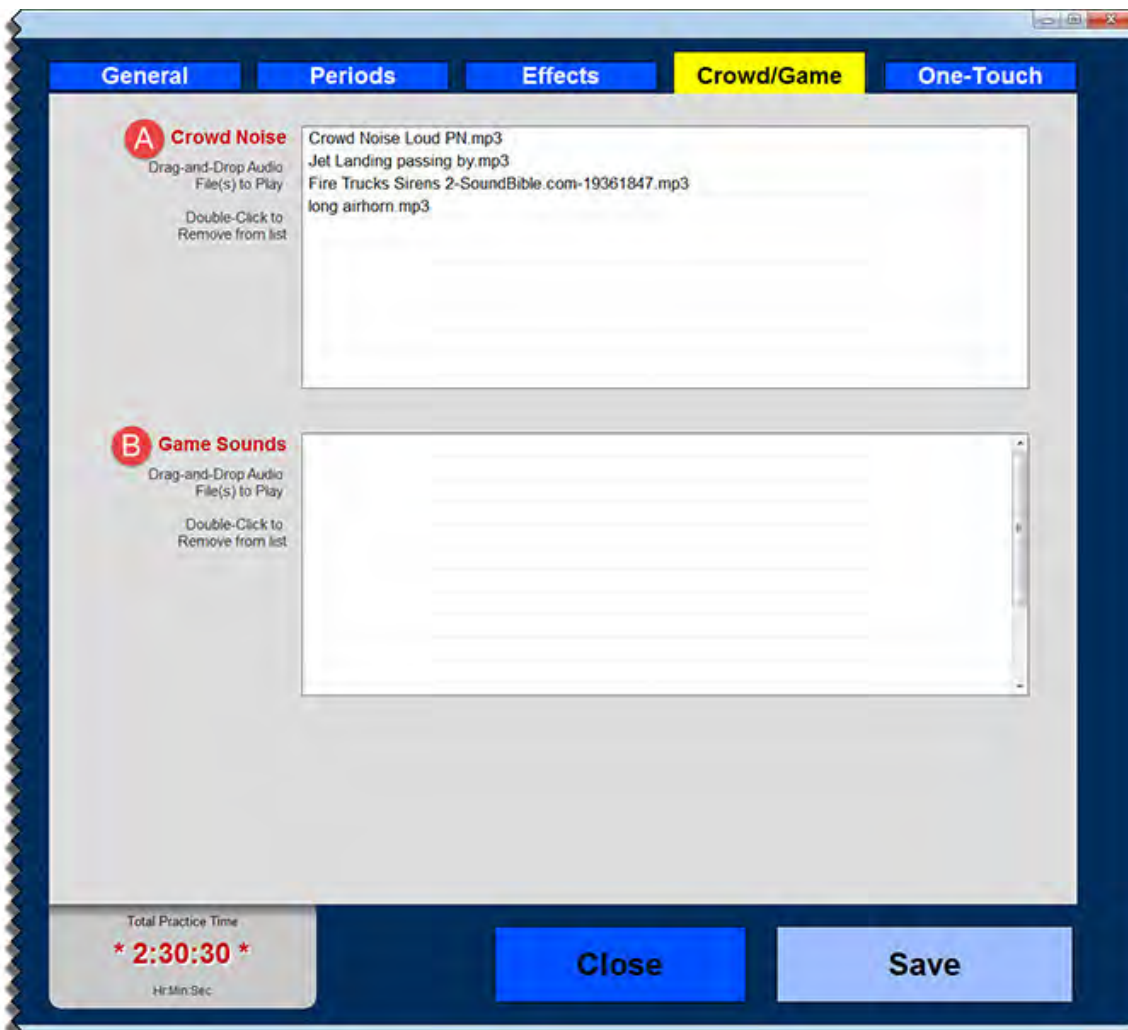 General
Periods
Effects
Crowd/Game
One-Touch
A Crowd Noise
Drag-and-Drop Audio
File(s) to Play
Double-Click to
Remove from list
Crowd Noise Loud PN.mp3
Jet Landing passing by.mp3
Fire Trucks Sirens 2-SoundBible.com-19361847.mp3
long airhorn.mp3
B Game Sounds
Drag-and-Drop Audio
File(s) to Play
Double-Click to
Remove from list
Total Practice Time
* 2:30:30 *
Hr:Min:Sec
Close
Save